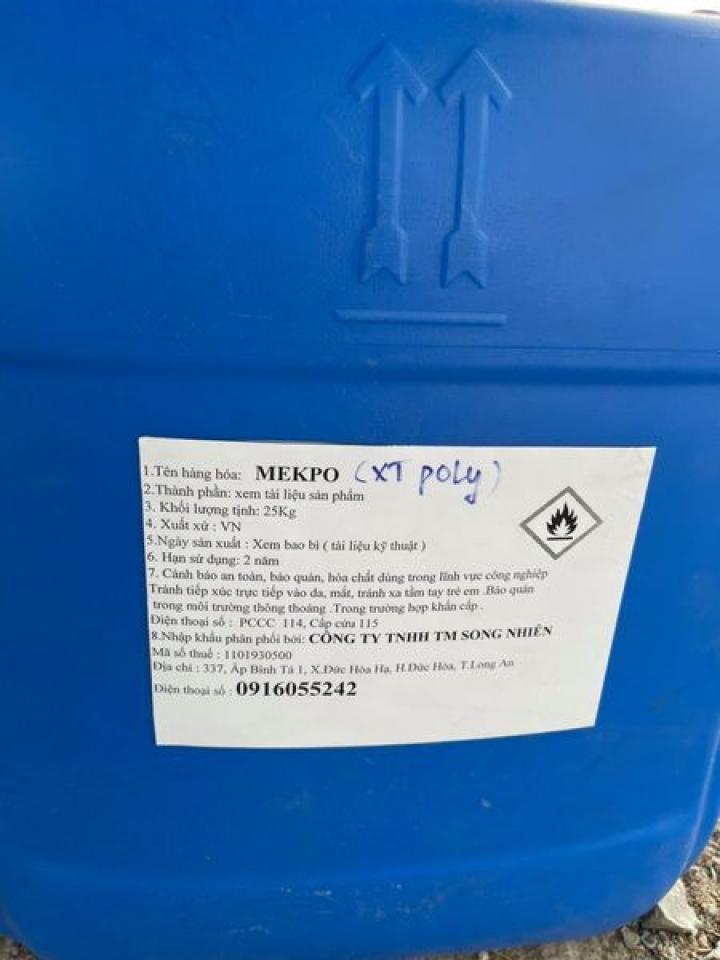 1.Tên hàng hóa: MEKPO (XT poly)
2.Thành phần: xem tài liệu sản phẩm
3. Khối lượng tịnh: 25Kg
4. Xuất xứ : VN
5.Ngày sản xuất : Xem bao bì ( tài liệu kỹ thuật )
6. Hạn sử dụng: 2 năm
7. Cảnh báo an toàn, bảo quản, hóa chất dùng trong lĩnh vực công nghiệp
Tránh tiếp xúc trực tiếp vào da, mắt, tránh xa tầm tay trẻ em .Bảo quản
trong môi trường thông thoáng .Trong trường hợp khẩn cấp .
Điện thoại số : PCCC 114, Cấp cứu 115
8.Nhập khẩu phân phối bởi: CÔNG TY TNHH TM SONG NHIÊN
Mã số thuế : 1101930500
Địa chỉ : 337, Ấp Bình Tả 1, X.Đức Hòa Hạ, H.Đức Hòa, T.Long An
Điện thoại số : 0916055242